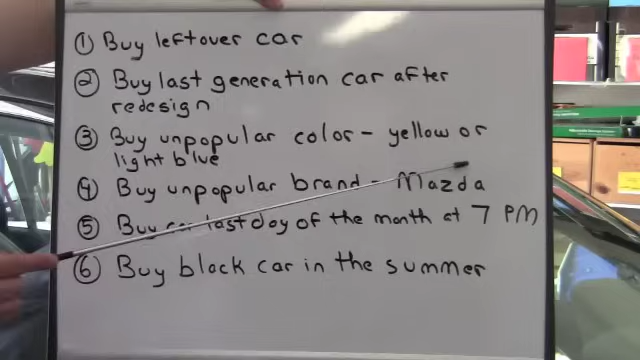 ① Buy leftover car
② Buy last generation car after
redesign
③ Buy unpopular color - yellow or
light blue
④ Buy unpopular brand - Mazda
⑤ Buy car last day of the month at 7 PM
⑥ Buy black car in the summer